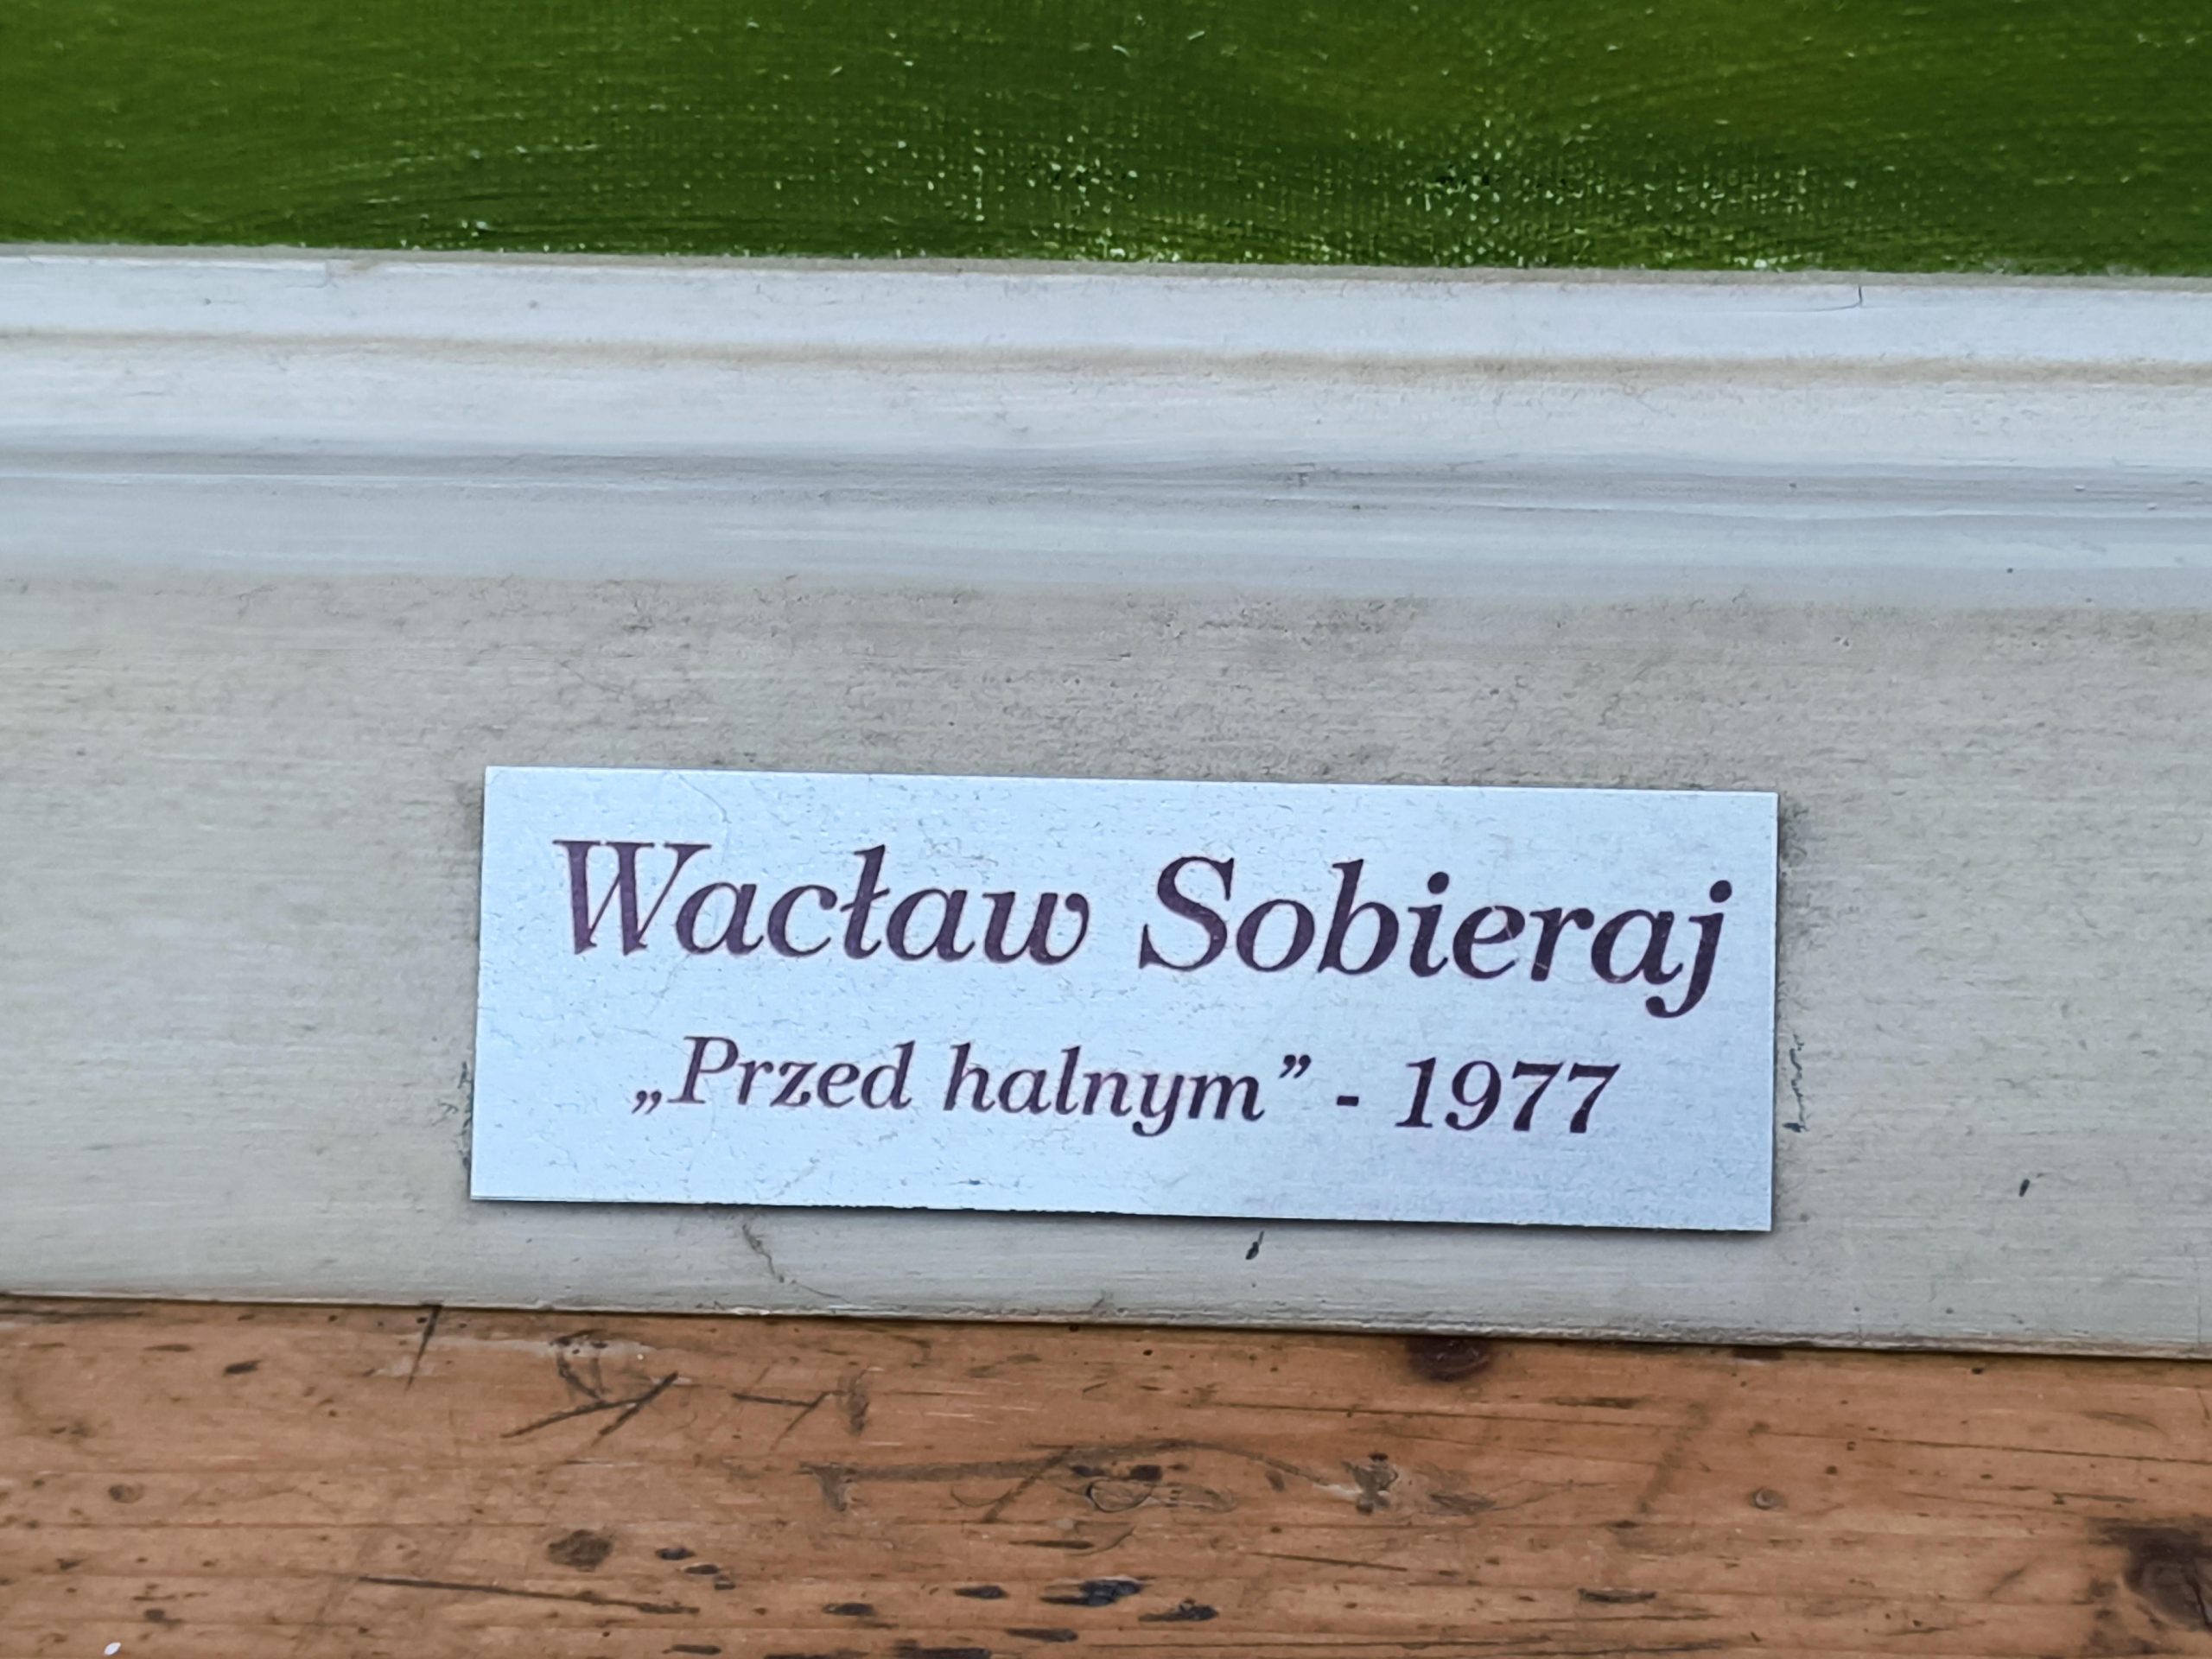 Wacław Sobieraj
„Przed halnym” - 1977